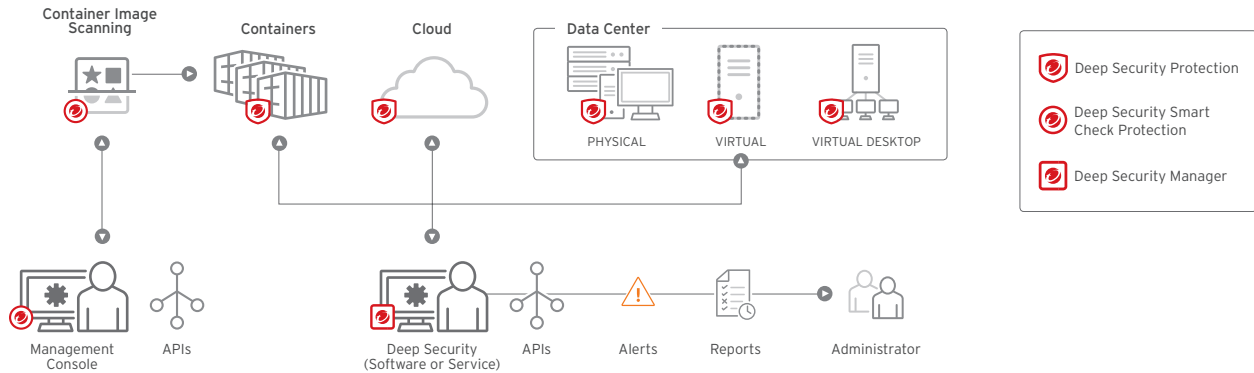 Container Image
Scanning
Containers
Cloud
Data Center
PHYSICAL
VIRTUAL
VIRTUAL DESKTOP
Deep Security Protection
Deep Security Smart
Check Protection
Deep Security Manager
Management
Console
APIs
Deep Security
(Software or Service)
APIs
Alerts
Reports
Administrator